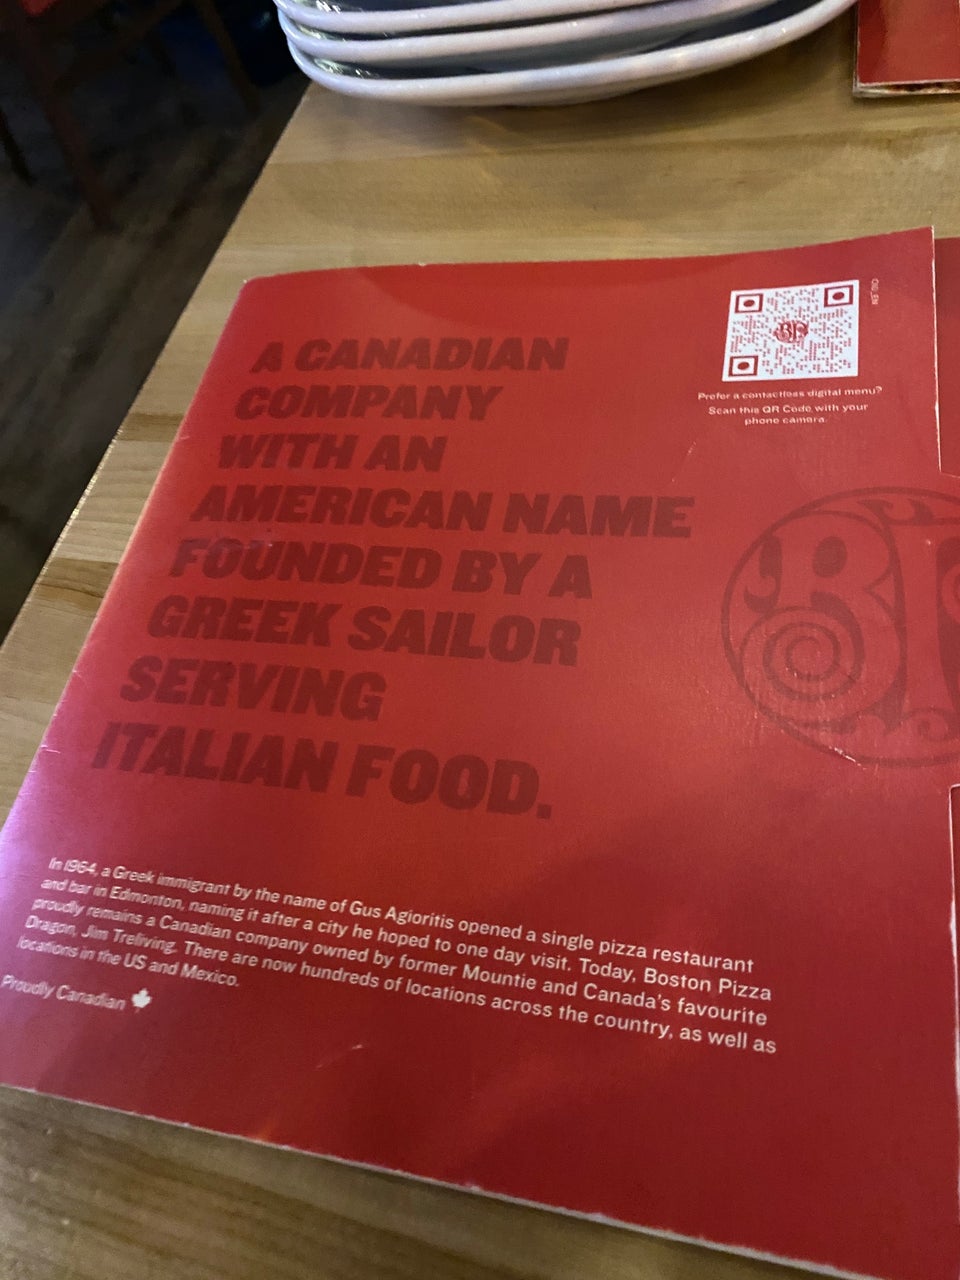 A CANADIAN
COMPANY
WITH AN
AMERICAN NAME
FOUNDED BY A
GREEK SAILOR
SERVING
ITALIAN FOOD.
CIU_EN
BP
Prefer a contactless digital menu?
Scan this QR Code with your
phone camera.
In 1964, a Greek immigrant by the name of Gus Agioritis opened a single pizza restaurant
and bar in Edmonton, naming it after a city he hoped to one day visit. Today, Boston Pizza
proudly remains a Canadian company owned by former Mountie and Canada's favourite
Dragon, Jim Treliving. There are now hundreds of locations across the country, as well as
locations in the US and Mexico.
Proudly Canadian